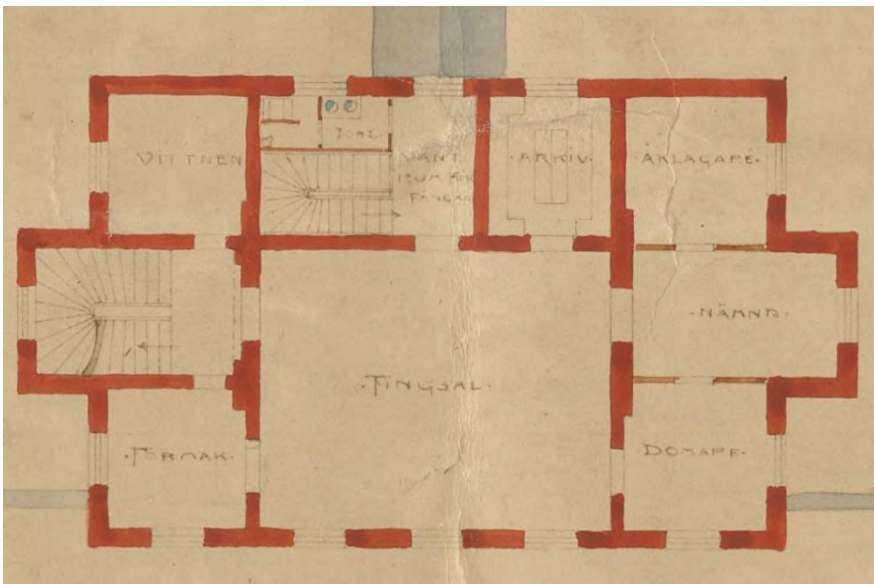 VITTNEN
TOAL.
VÄNT
RUM FÖR
FÅNGAR
·ARKIV·
ÅKLAGARE·
·NÄMND·
·TINGSAL·
·FÖRMAK·
DOMARE·